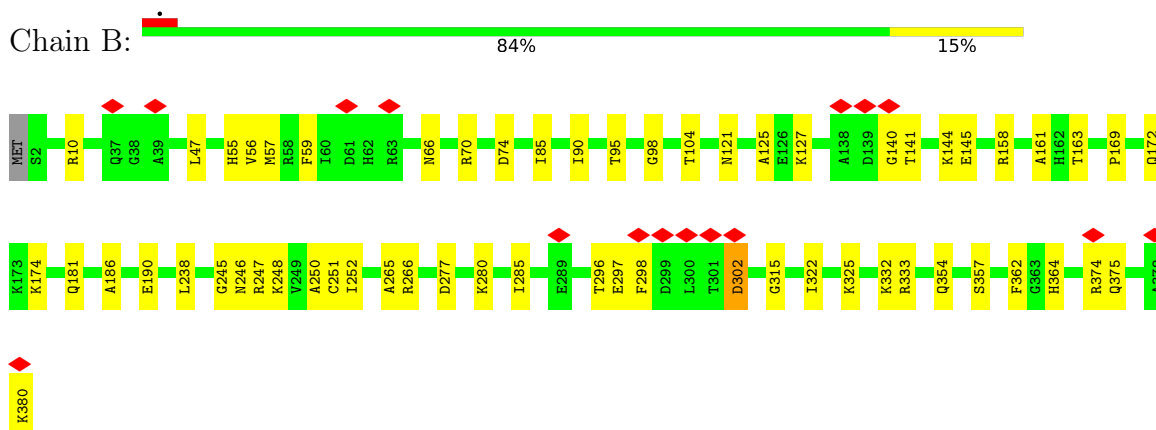 Chain B:
84% 15%
MET S2 R10 Q37 G38 A39 L47 H55 V56 M57 R58 F59 I60 D61 H62 R63 N66 R70 D74 I85 I90 T95 G98 T104 N121 A125 E126 K127 A138 D139 G140 T141 K144 E145 R158 A161 H162 T163 P169 Q172
K173 K174 Q181 A186 E190 L238 G245 N246 R247 K248 V249 A250 C251 I252 A265 R266 D277 K280 I285 E289 T296 E297 F298 D299 L300 T301 D302 G315 I322 K325 K332 R333 Q354 S357 F362 G363 H364 R374 Q375
K380